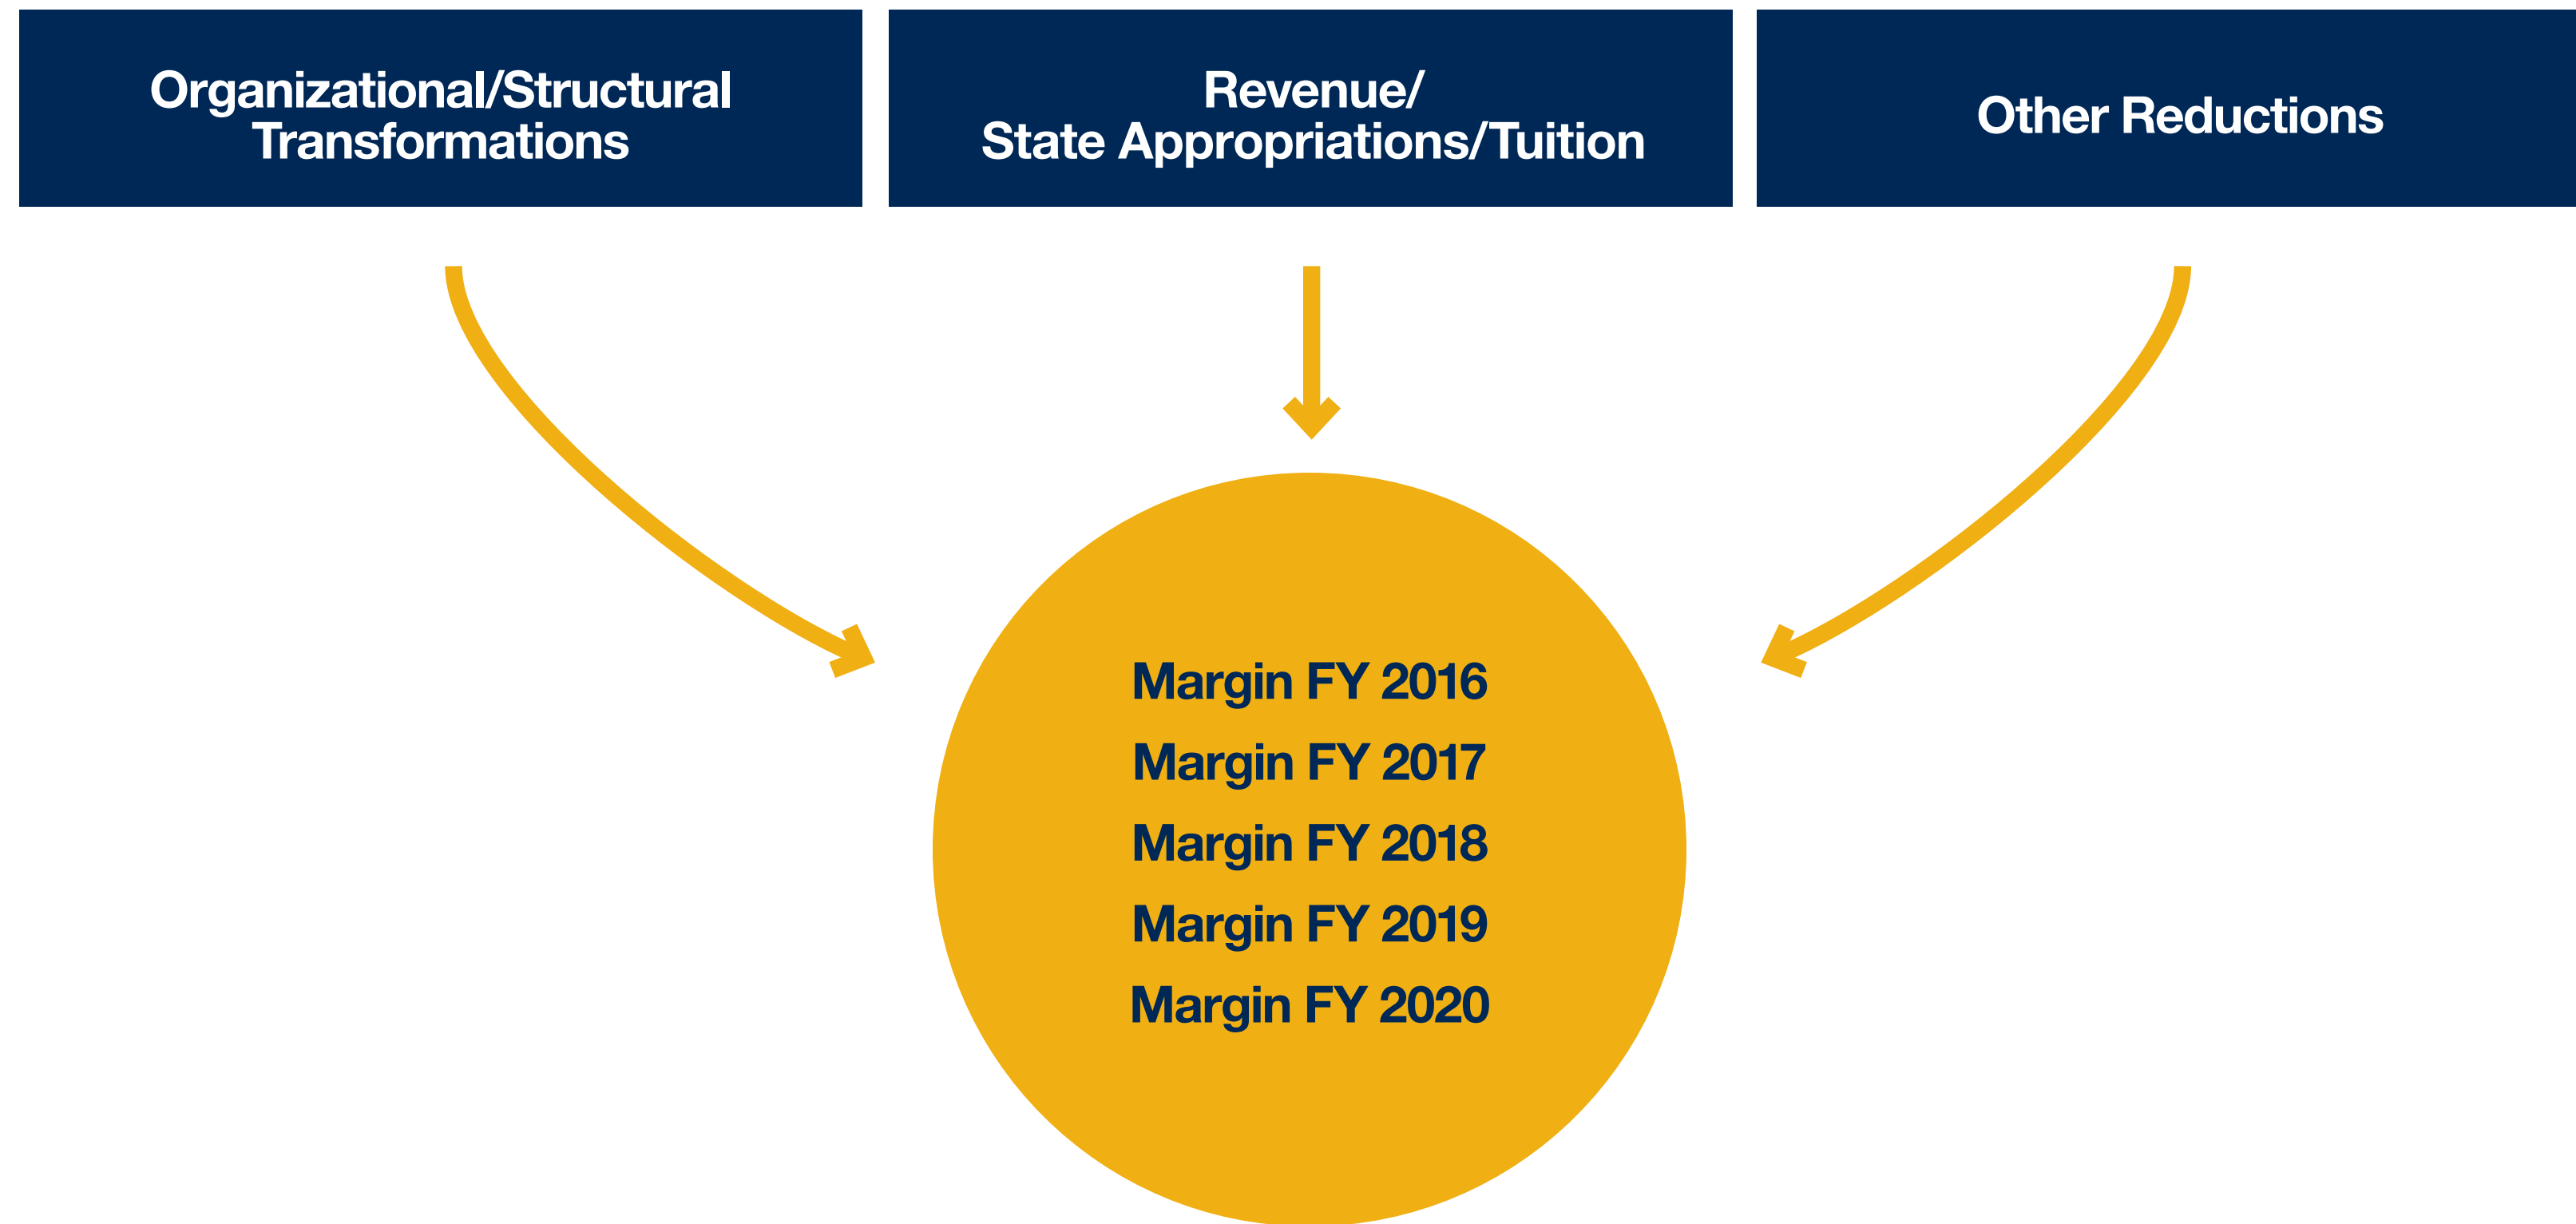 Organizational/Structural
Transformations
Revenue/
State Appropriations/Tuition
Other Reductions
Margin FY 2016
Margin FY 2017
Margin FY 2018
Margin FY 2019
Margin FY 2020